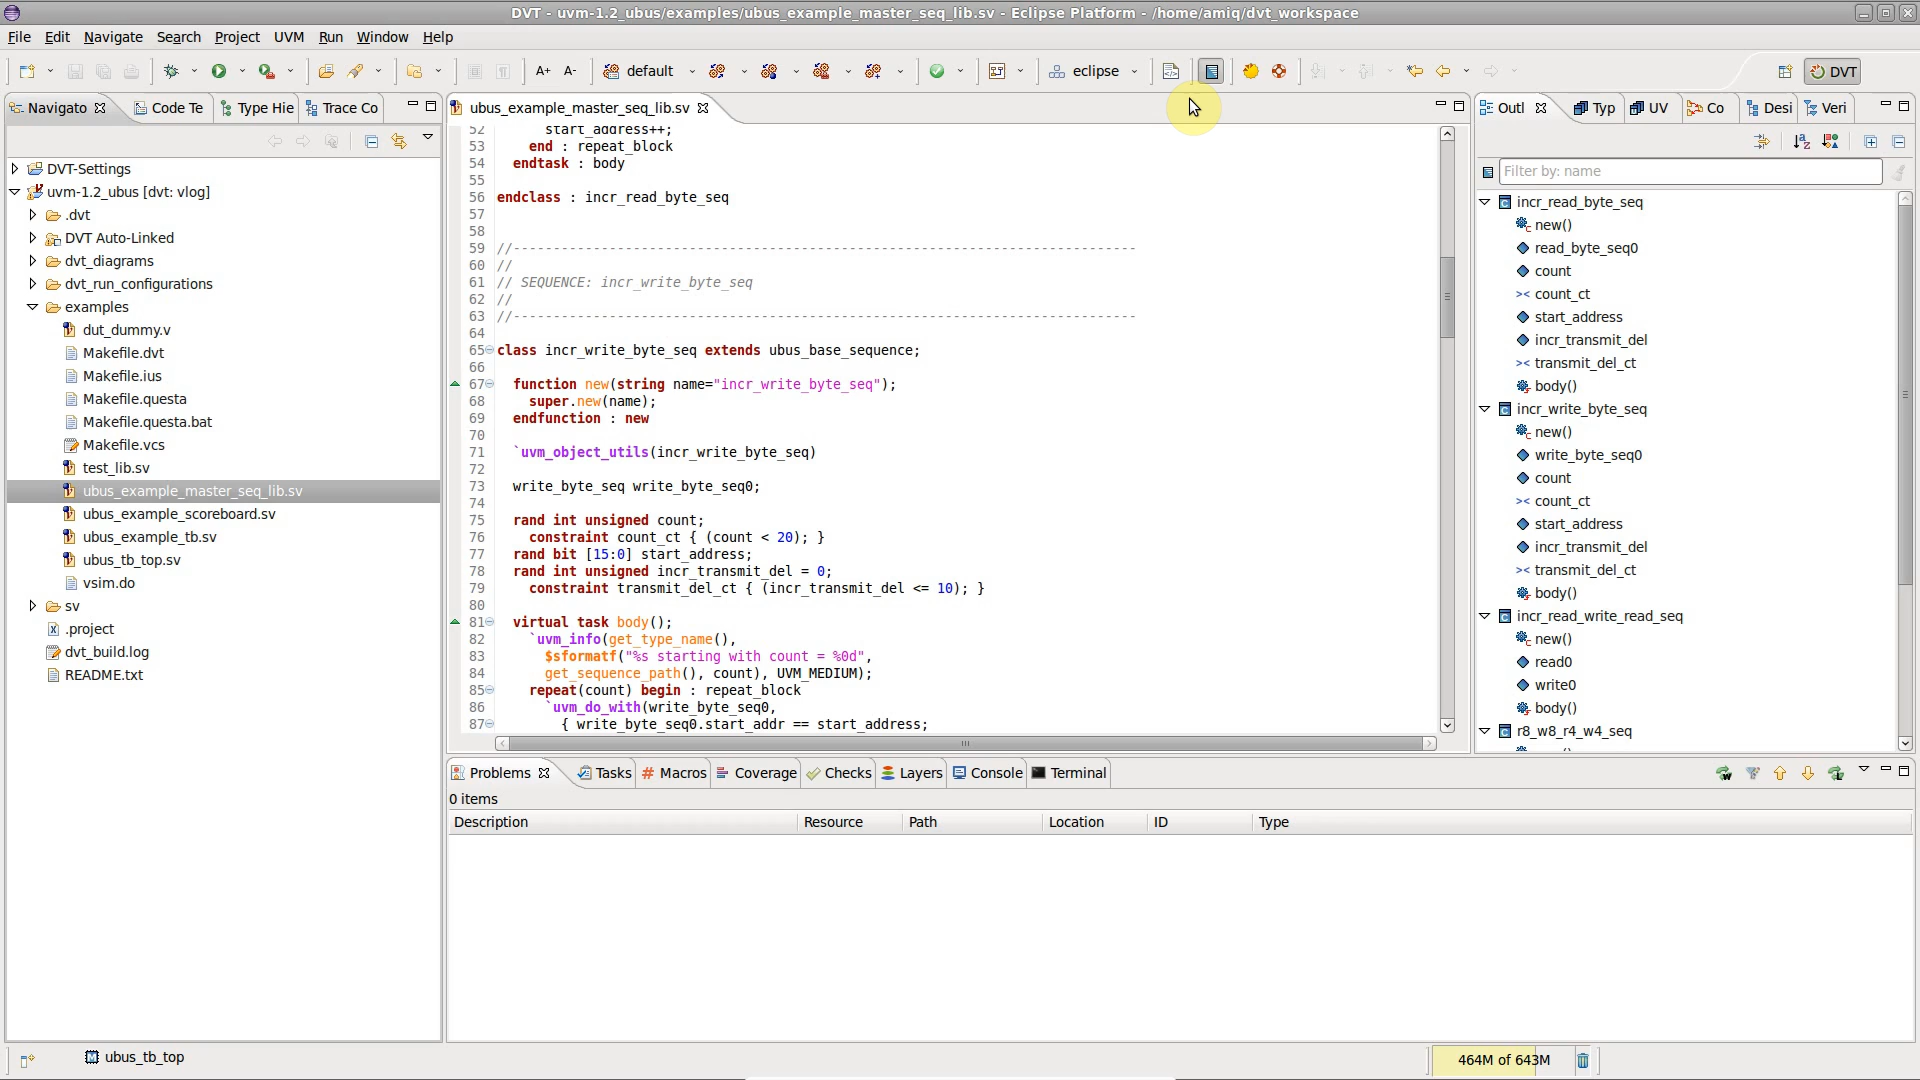 DVT - uvm-1.2_ubus/examples/ubus_example_master_seq_lib.sv - Eclipse Platform - /home/amiq/dvt_workspace
File Edit Navigate Search Project UVM Run Window Help
A+ A- default eclipse DVT
Navigato Code Te Type Hie Trace Co
DVT-Settings
uvm-1.2_ubus [dvt: vlog]
.dvt
DVT Auto-Linked
dvt_diagrams
dvt_run_configurations
examples
dut_dummy.v
Makefile.dvt
Makefile.ius
Makefile.questa
Makefile.questa.bat
Makefile.vcs
test_lib.sv
ubus_example_master_seq_lib.sv
ubus_example_scoreboard.sv
ubus_example_tb.sv
ubus_tb_top.sv
vsim.do
sv
.project
dvt_build.log
README.txt
ubus_example_master_seq_lib.sv
52 start_address++;
53 end : repeat_block
54 endtask : body
55
56 endclass : incr_read_byte_seq
57
58
59 //------------------------------------------------------------------------------
60 //
61 // SEQUENCE: incr_write_byte_seq
62 //
63 //------------------------------------------------------------------------------
64
65 class incr_write_byte_seq extends ubus_base_sequence;
66
67 function new(string name="incr_write_byte_seq");
68 super.new(name);
69 endfunction : new
70
71 `uvm_object_utils(incr_write_byte_seq)
72
73 write_byte_seq write_byte_seq0;
74
75 rand int unsigned count;
76 constraint count_ct { (count < 20); }
77 rand bit [15:0] start_address;
78 rand int unsigned incr_transmit_del = 0;
79 constraint transmit_del_ct { (incr_transmit_del <= 10); }
80
81 virtual task body();
82 `uvm_info(get_type_name(),
83 $sformatf("%s starting with count = %0d",
84 get_sequence_path(), count), UVM_MEDIUM);
85 repeat(count) begin : repeat_block
86 `uvm_do_with(write_byte_seq0,
87 { write_byte_seq0.start_addr == start_address;
Outl Typ UV Co Desi Veri
Filter by: name
incr_read_byte_seq
new()
read_byte_seq0
count
count_ct
start_address
incr_transmit_del
transmit_del_ct
body()
incr_write_byte_seq
new()
write_byte_seq0
count
count_ct
start_address
incr_transmit_del
transmit_del_ct
body()
incr_read_write_read_seq
new()
read0
write0
body()
r8_w8_r4_w4_seq
Problems Tasks Macros Coverage Checks Layers Console Terminal
0 items
Description Resource Path Location ID Type
ubus_tb_top
464M of 643M